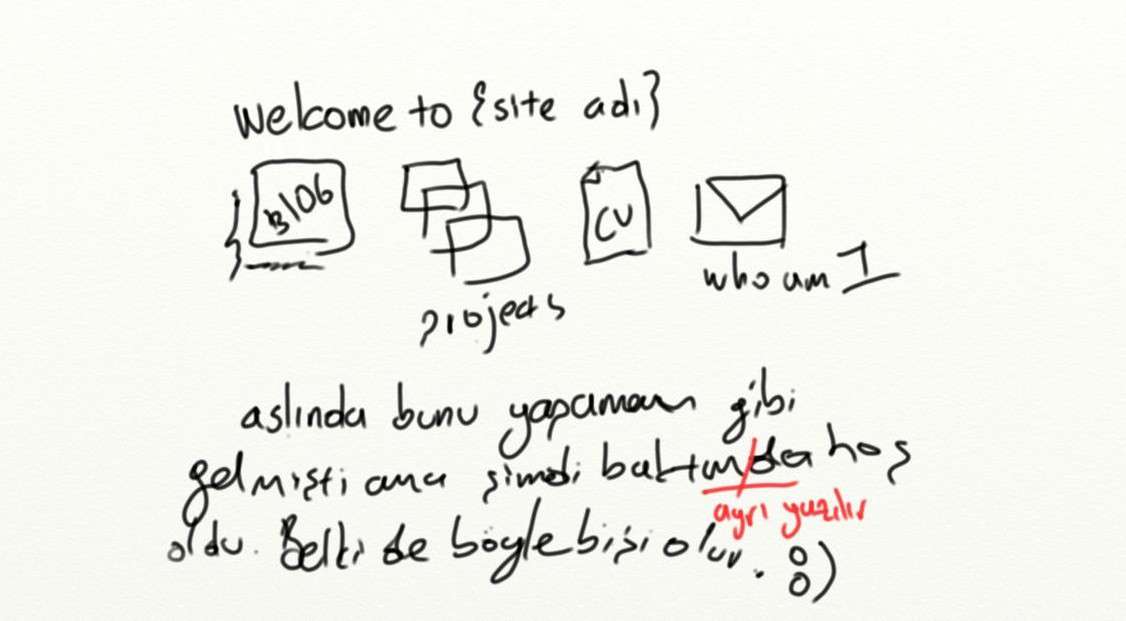 welcome to {site adı}
BlOG
CV
projects
who am I
aslında bunu yapamam gibi
gelmişti ama şimdi baktımda hoş
ayrı yazılır
oldu. Belki de böyle bişi olur. :)